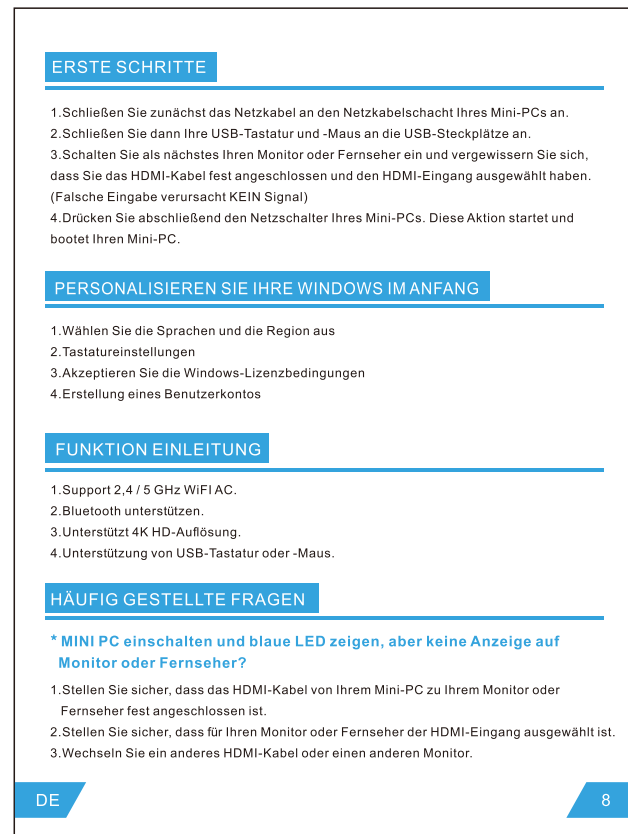 ERSTE SCHRITTE
1.Schließen Sie zunächst das Netzkabel an den Netzkabelschacht Ihres Mini-PCs an.
2.Schließen Sie dann Ihre USB-Tastatur und -Maus an die USB-Steckplätze an.
3.Schalten Sie als nächstes Ihren Monitor oder Fernseher ein und vergewissern Sie sich,
dass Sie das HDMI-Kabel fest angeschlossen und den HDMI-Eingang ausgewählt haben.
(Falsche Eingabe verursacht KEIN Signal)
4.Drücken Sie abschließend den Netzschalter Ihres Mini-PCs. Diese Aktion startet und
bootet Ihren Mini-PC.
PERSONALISIEREN SIE IHRE WINDOWS IM ANFANG
1.Wählen Sie die Sprachen und die Region aus
2.Tastatureinstellungen
3.Akzeptieren Sie die Windows-Lizenzbedingungen
4.Erstellung eines Benutzerkontos
FUNKTION EINLEITUNG
1.Support 2,4 / 5 GHz WiFI AC.
2.Bluetooth unterstützen.
3.Unterstützt 4K HD-Auflösung.
4.Unterstützung von USB-Tastatur oder -Maus.
HÄUFIG GESTELLTE FRAGEN
* MINI PC einschalten und blaue LED zeigen, aber keine Anzeige auf
Monitor oder Fernseher?
1.Stellen Sie sicher, dass das HDMI-Kabel von Ihrem Mini-PC zu Ihrem Monitor oder
Fernseher fest angeschlossen ist.
2.Stellen Sie sicher, dass für Ihren Monitor oder Fernseher der HDMI-Eingang ausgewählt ist.
3.Wechseln Sie ein anderes HDMI-Kabel oder einen anderen Monitor.
DE
8